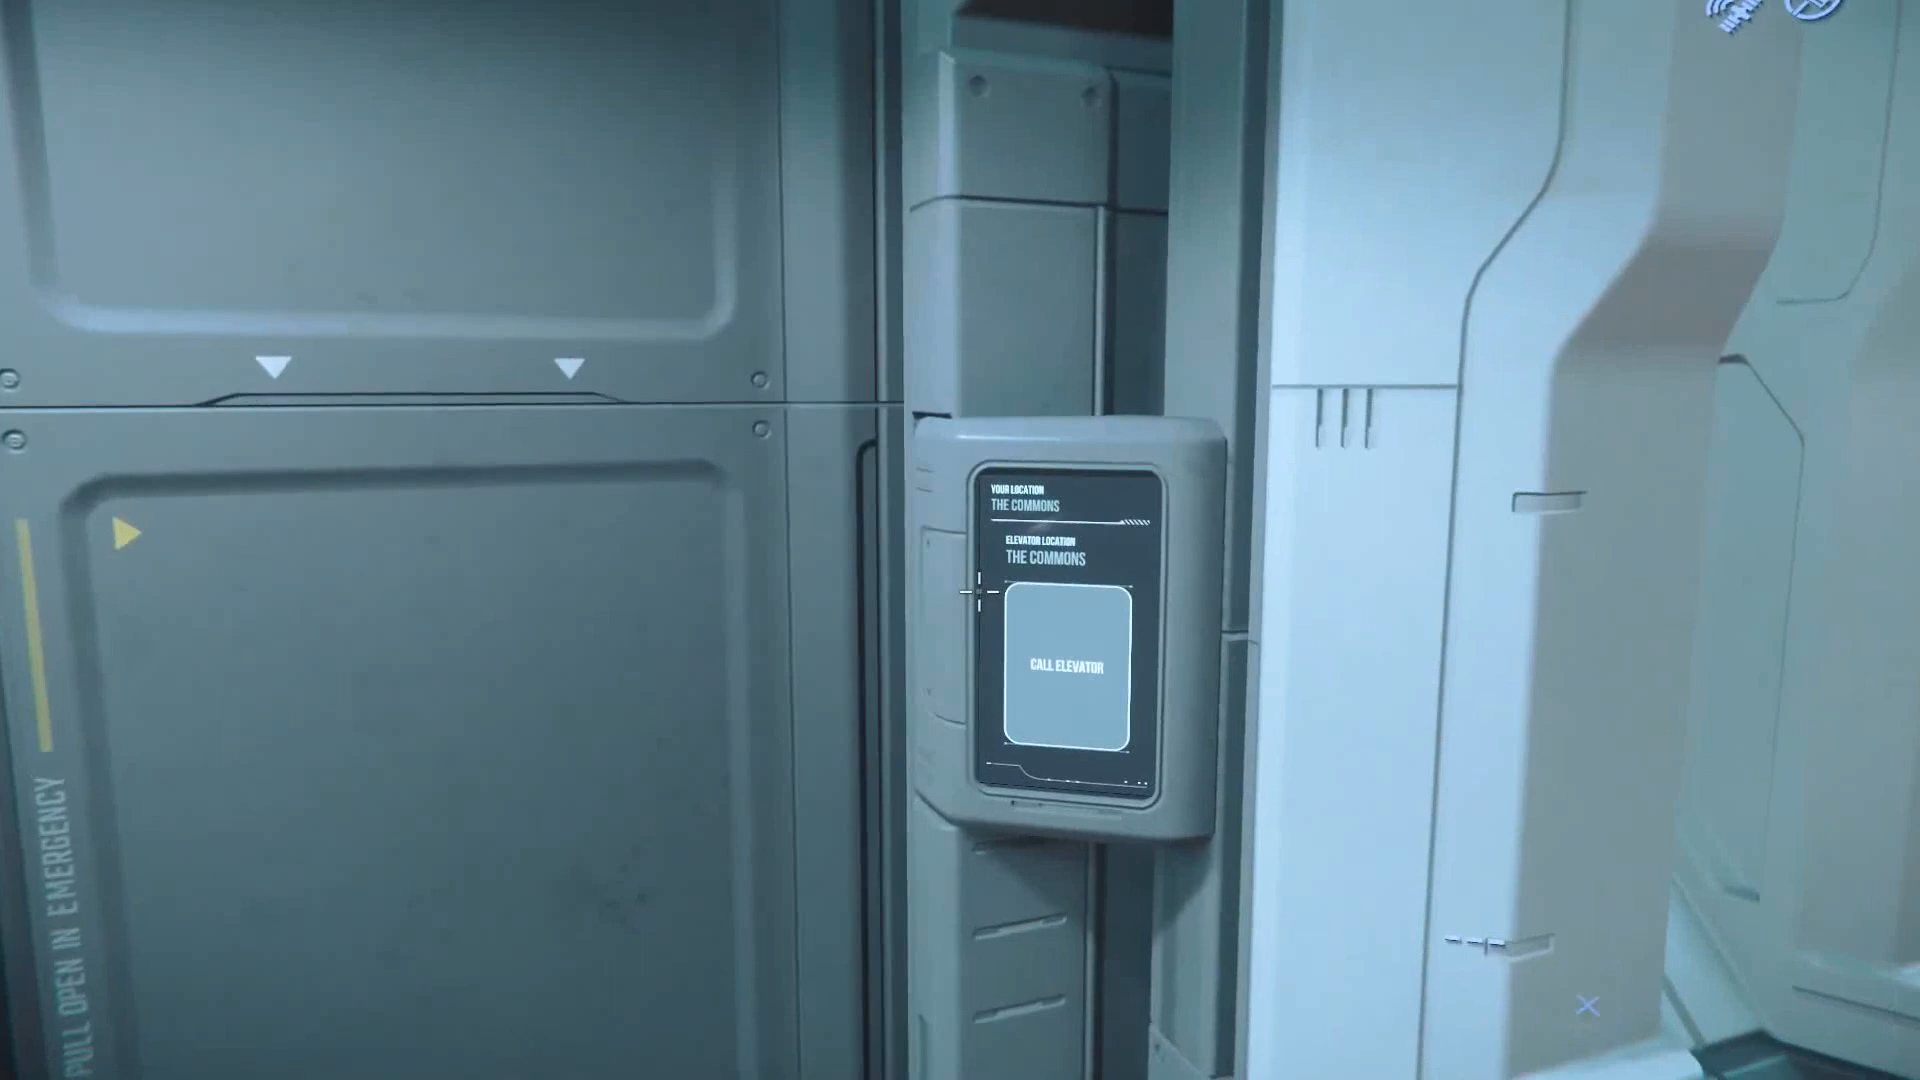 YOUR LOCATION
THE COMMONS
ELEVATOR LOCATION
THE COMMONS
CALL ELEVATOR
PULL OPEN IN EMERGENCY